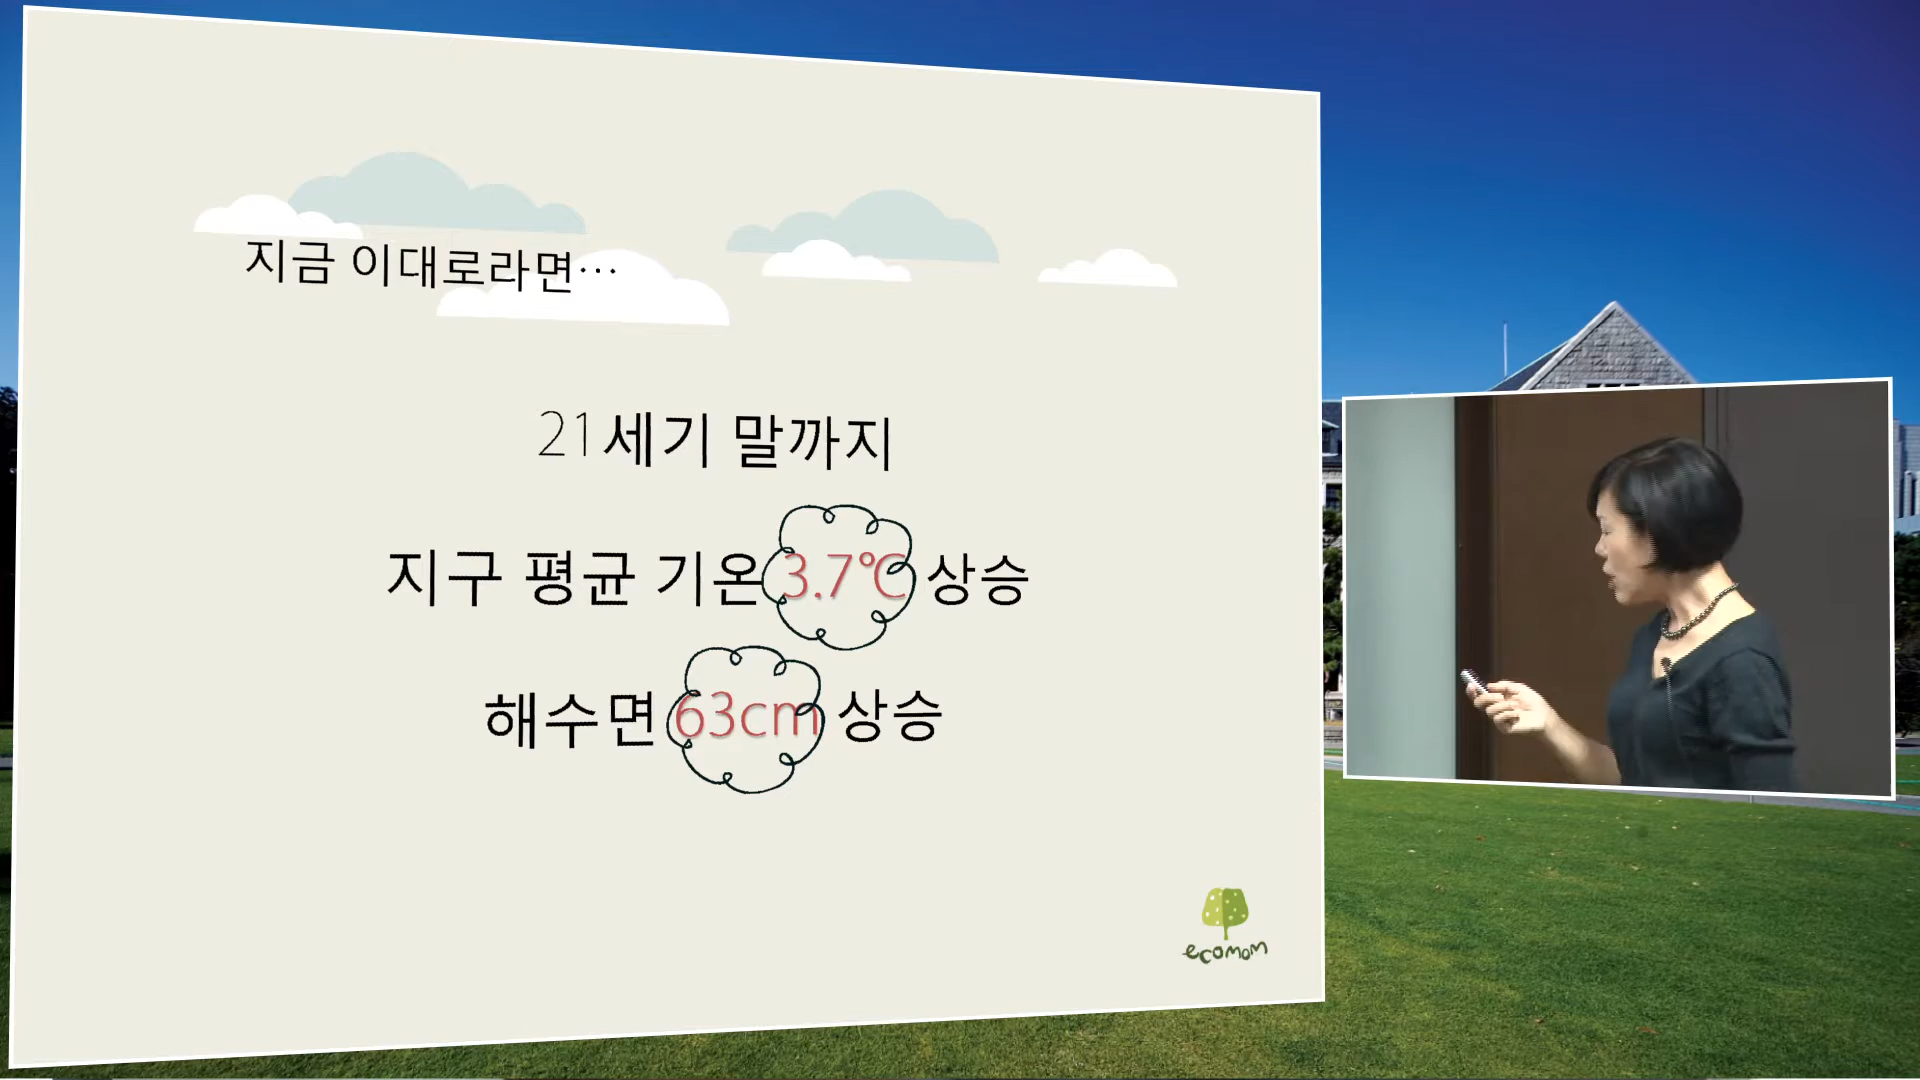 지금 이대로라면…
21세기 말까지
지구 평균 기온 3.7℃ 상승
해수면 63cm 상승
ecomom